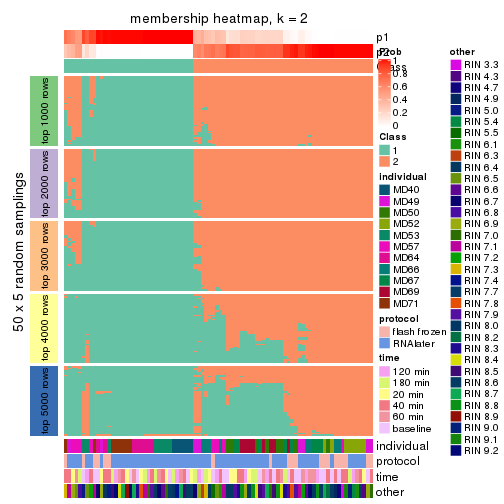 membership heatmap, k = 2
50 x 5 random samplings
top 1000 rows
top 2000 rows
top 3000 rows
top 4000 rows
top 5000 rows
p1
p2
Class
individual
protocol
time
other
Prob
1
0.8
0.6
0.4
0.2
0
Class
1
2
individual
MD40
MD49
MD50
MD52
MD53
MD57
MD64
MD66
MD67
MD69
MD71
protocol
flash frozen
RNAlater
time
120 min
180 min
20 min
40 min
60 min
baseline
other
RIN 3.3
RIN 4.3
RIN 4.7
RIN 4.9
RIN 5.0
RIN 5.4
RIN 5.5
RIN 6.1
RIN 6.3
RIN 6.4
RIN 6.5
RIN 6.6
RIN 6.7
RIN 6.8
RIN 6.9
RIN 7.0
RIN 7.1
RIN 7.2
RIN 7.3
RIN 7.4
RIN 7.7
RIN 7.8
RIN 7.9
RIN 8.0
RIN 8.2
RIN 8.3
RIN 8.4
RIN 8.5
RIN 8.6
RIN 8.7
RIN 8.8
RIN 8.9
RIN 9.0
RIN 9.1
RIN 9.2